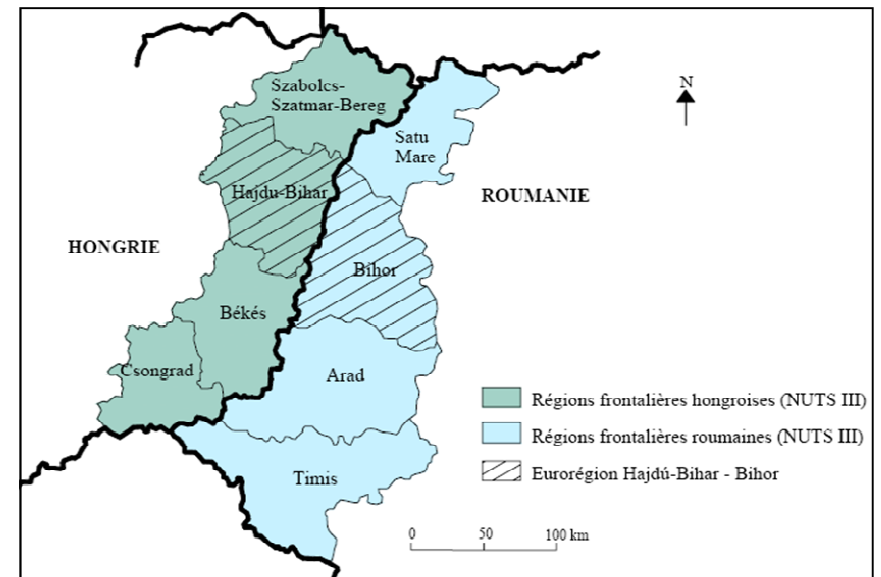 Szabolcs-
Szatmar-Bereg
N
Satu
Mare
Hajdu-Bihar
ROUMANIE
HONGRIE
Bihor
Békés
Csongrad
Arad
Régions frontalières hongroises (NUTS III)
Régions frontalières roumaines (NUTS III)
Timis
Eurorégion Hajdú-Bihar - Bihor
0 50 100 km